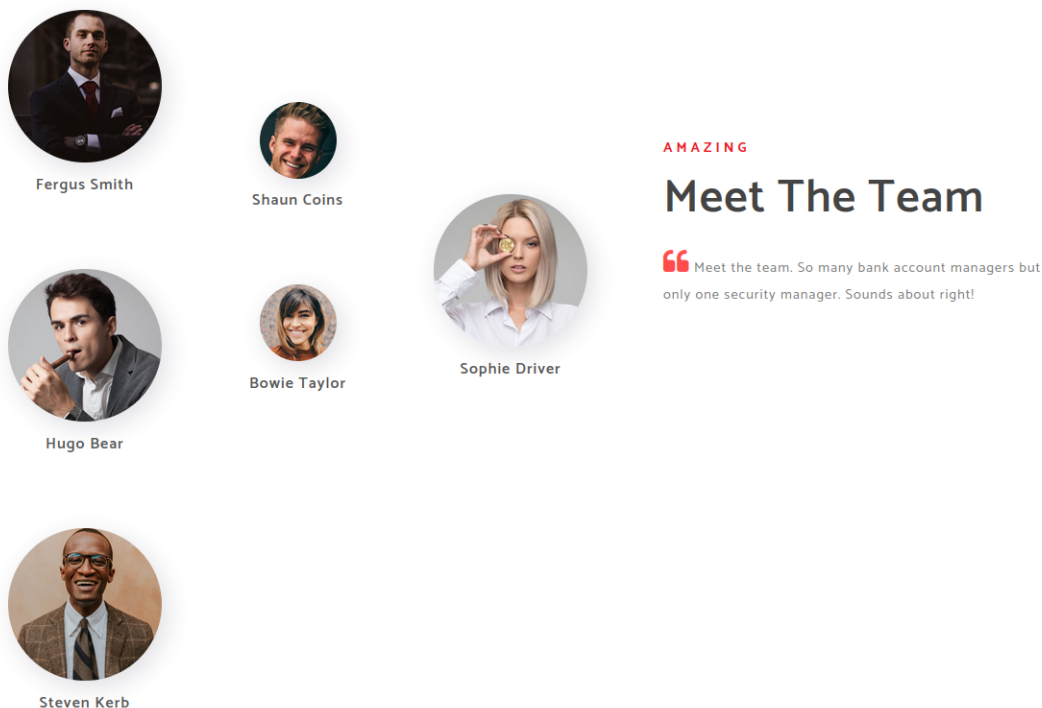 Fergus Smith
Shaun Coins
AMAZING
Meet The Team
Meet the team. So many bank account managers but
only one security manager. Sounds about right!
Sophie Driver
Bowie Taylor
Hugo Bear
Steven Kerb